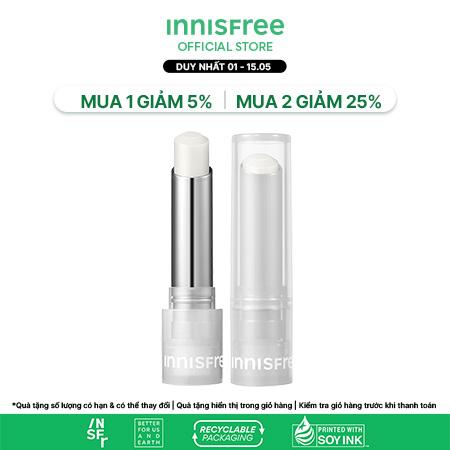 innisfree
OFFICIAL STORE
DUY NHẤT 01 - 15.05
MUA 1 GIẢM 5% | MUA 2 GIẢM 25%
innisfree innisfree
*Quà tặng số lượng có hạn & có thể thay đổi | Quà tặng hiển thị trong giỏ hàng | Kiểm tra giỏ hàng trước khi thanh toán
/N
SF
BETTER
FOR US
AND
EARTH
RECYCLABLE
PACKAGING
PRINTED WITH
SOY INK